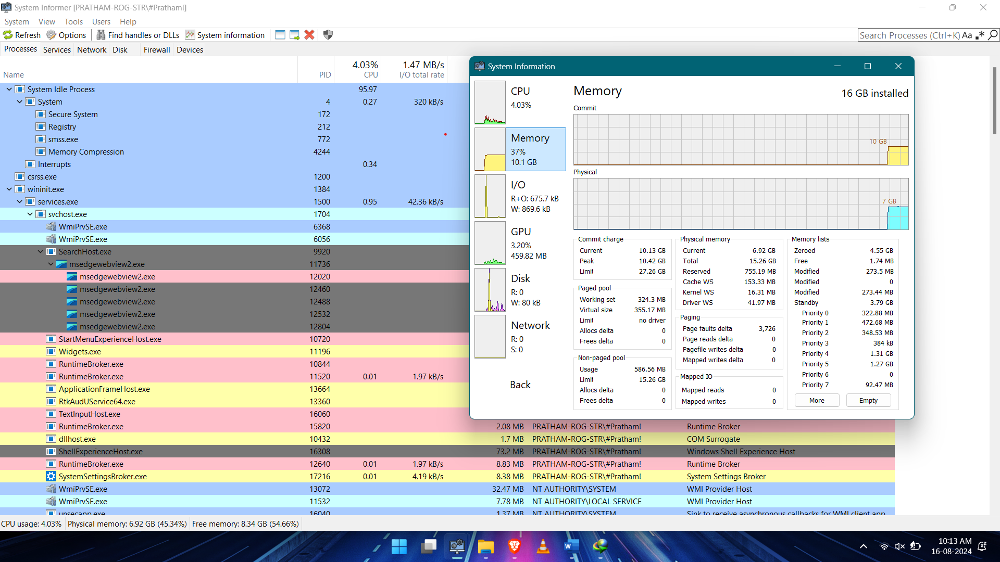 System Informer [PRATHAM-ROG-STR\#Pratham!]
System View Tools Users Help
Refresh Options Find handles or DLLs System information Search Processes (Ctrl+K) Aa .*
Processes Services Network Disk Firewall Devices
4.03% 1.47 MB/s
Name PID CPU I/O total rate
System Idle Process 95.97
System 4 0.27 320 kB/s
Secure System 172
Registry 212
smss.exe 772
Memory Compression 4244
Interrupts 0.34
csrss.exe 1200
wininit.exe 1384
services.exe 1500 0.95 42.36 kB/s
svchost.exe 1704
WmiPrvSE.exe 6368
WmiPrvSE.exe 6056
SearchHost.exe 9920
msedgewebview2.exe 11736
msedgewebview2.exe 12020
msedgewebview2.exe 12460
msedgewebview2.exe 12488
msedgewebview2.exe 12532
msedgewebview2.exe 12804
StartMenuExperienceHost.exe 10720
Widgets.exe 11196
RuntimeBroker.exe 10844
RuntimeBroker.exe 11520 0.01 1.97 kB/s
ApplicationFrameHost.exe 13664
RtkAudUService64.exe 13360
TextInputHost.exe 16060
RuntimeBroker.exe 15820 2.08 MB PRATHAM-ROG-STR\#Pratham! Runtime Broker
dllhost.exe 10432 1.7 MB PRATHAM-ROG-STR\#Pratham! COM Surrogate
ShellExperienceHost.exe 16308 73.2 MB PRATHAM-ROG-STR\#Pratham! Windows Shell Experience Host
RuntimeBroker.exe 12640 0.01 1.97 kB/s 8.83 MB PRATHAM-ROG-STR\#Pratham! Runtime Broker
SystemSettingsBroker.exe 17216 0.01 4.19 kB/s 8.38 MB PRATHAM-ROG-STR\#Pratham! System Settings Broker
WmiPrvSE.exe 13072 32.47 MB NT AUTHORITY\SYSTEM WMI Provider Host
WmiPrvSE.exe 11532 7.78 MB NT AUTHORITY\LOCAL SERVICE WMI Provider Host
unsecapp.exe 16040 1.37 MB NT AUTHORITY\SYSTEM Sink to receive asynchronous callbacks for WMI client app
System Information
CPU
4.03%
Memory
37%
10.1 GB
I/O
R+O: 675.7 kB
W: 869.6 kB
GPU
3.20%
459.82 MB
Disk
R: 0
W: 80 kB
Network
R: 0
S: 0
Back
Memory 16 GB installed
Commit
10 GB
Physical
7 GB
Commit charge
Current 10.13 GB
Peak 10.42 GB
Limit 27.26 GB
Paged pool
Working set 324.3 MB
Virtual size 355.17 MB
Limit no driver
Allocs delta 0
Frees delta 0
Non-paged pool
Usage 586.56 MB
Limit 15.26 GB
Allocs delta 0
Frees delta 0
Physical memory
Current 6.92 GB
Total 15.26 GB
Reserved 755.19 MB
Cache WS 153.33 MB
Kernel WS 16.31 MB
Driver WS 41.97 MB
Paging
Page faults delta 3,726
Page reads delta 0
Pagefile writes delta 0
Mapped writes delta 0
Mapped IO
Mapped reads 0
Mapped writes 0
Memory lists
Zeroed 4.55 GB
Free 1.74 MB
Modified 273.5 MB
Modified 0
Modified 273.44 MB
Standby 3.79 GB
Priority 0 322.88 MB
Priority 1 472.68 MB
Priority 2 348.53 MB
Priority 3 384 kB
Priority 4 1.31 GB
Priority 5 1.27 GB
Priority 6 0
Priority 7 92.47 MB
More Empty
CPU usage: 4.03% Physical memory: 6.92 GB (45.34%) Free memory: 8.34 GB (54.66%)
W
10:13 AM
16-08-2024